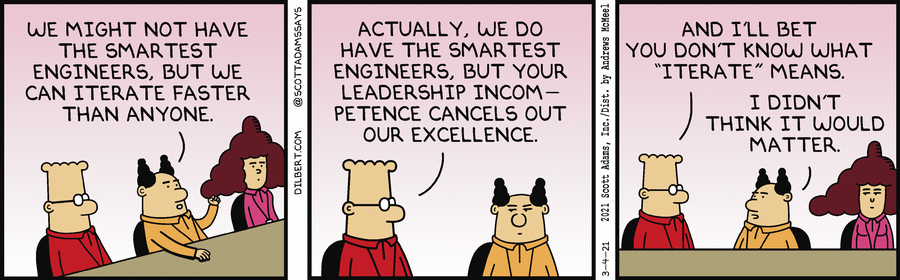 WE MIGHT NOT HAVE
THE SMARTEST
ENGINEERS, BUT WE
CAN ITERATE FASTER
THAN ANYONE.
DILBERT.COM @SCOTTADAMSSAYS
ACTUALLY, WE DO
HAVE THE SMARTEST
ENGINEERS, BUT YOUR
LEADERSHIP INCOM—
PETENCE CANCELS OUT
OUR EXCELLENCE.
3-4-21 2021 Scott Adams, Inc./Dist. by Andrews McMeel
AND I'LL BET
YOU DON'T KNOW WHAT
“ITERATE” MEANS.
I DIDN'T
THINK IT WOULD
MATTER.